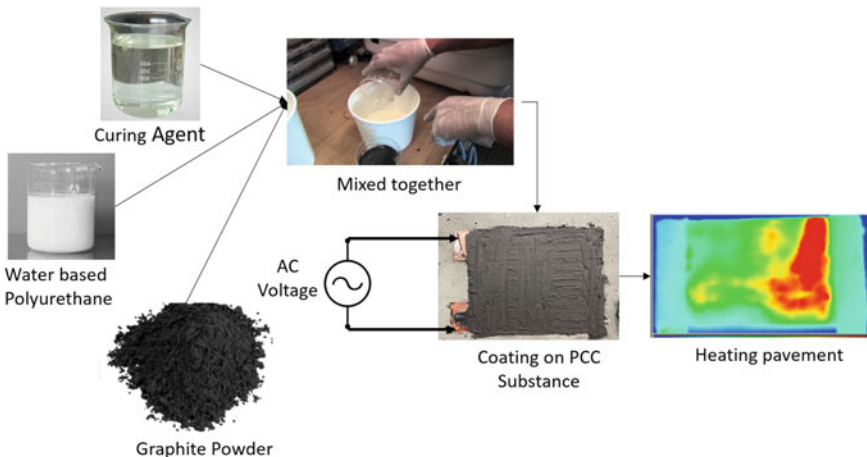 Curing Agent
Mixed together
Water based
Polyurethane
AC
Voltage
Graphite Powder
Coating on PCC
Substance
Heating pavement